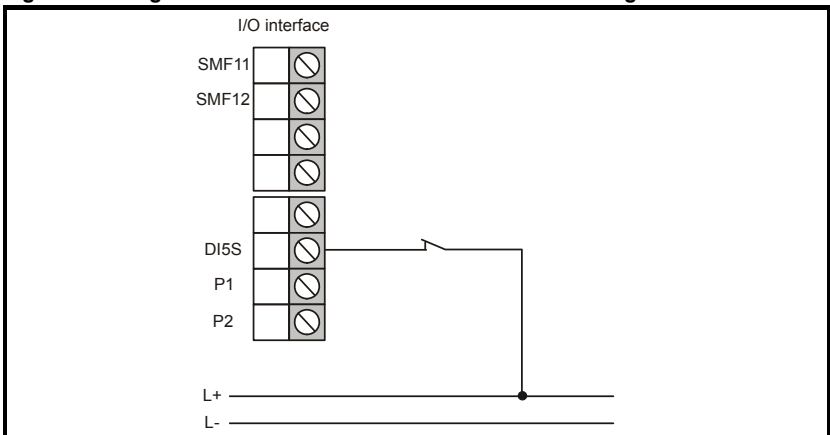 I/O interface
SMF11
SMF12
DI5S
P1
P2
L+
L-